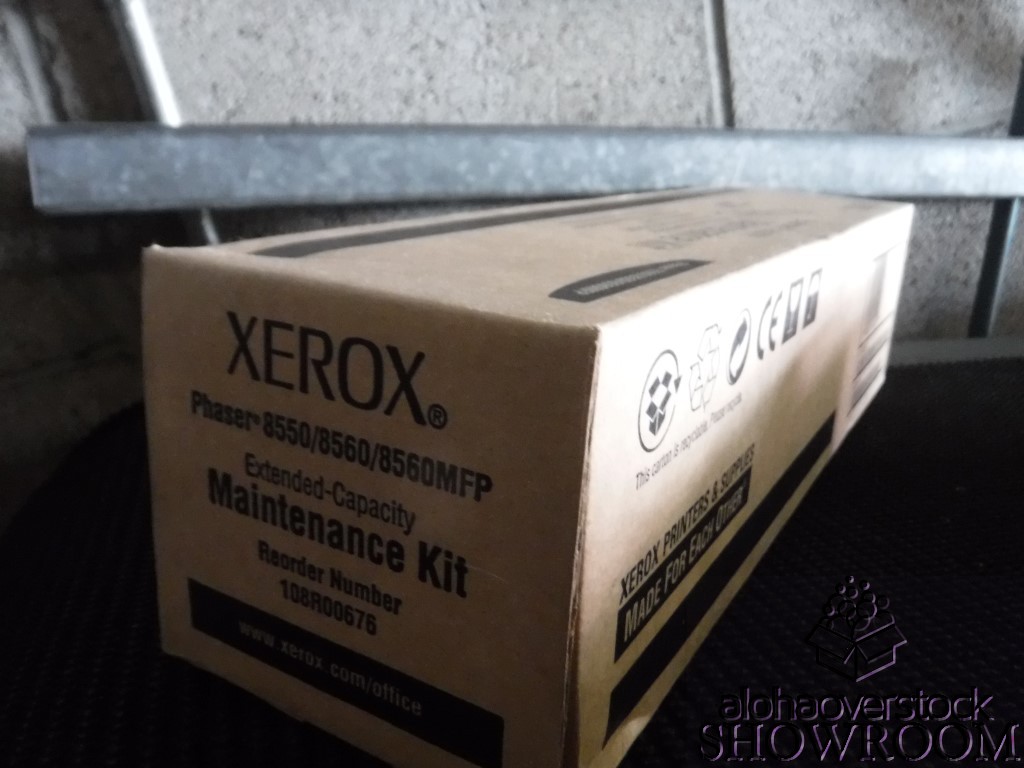 XEROX®
Phaser® 8550/8560/8560MFP
Extended-Capacity
Maintenance Kit
Reorder Number
108R00676
www.xerox.com/office
This carton is recyclable. Please recycle.
XEROX PRINTERS & SUPPLIES
MADE FOR EACH OTHER
CE
alohaoverstock
SHOWROOM